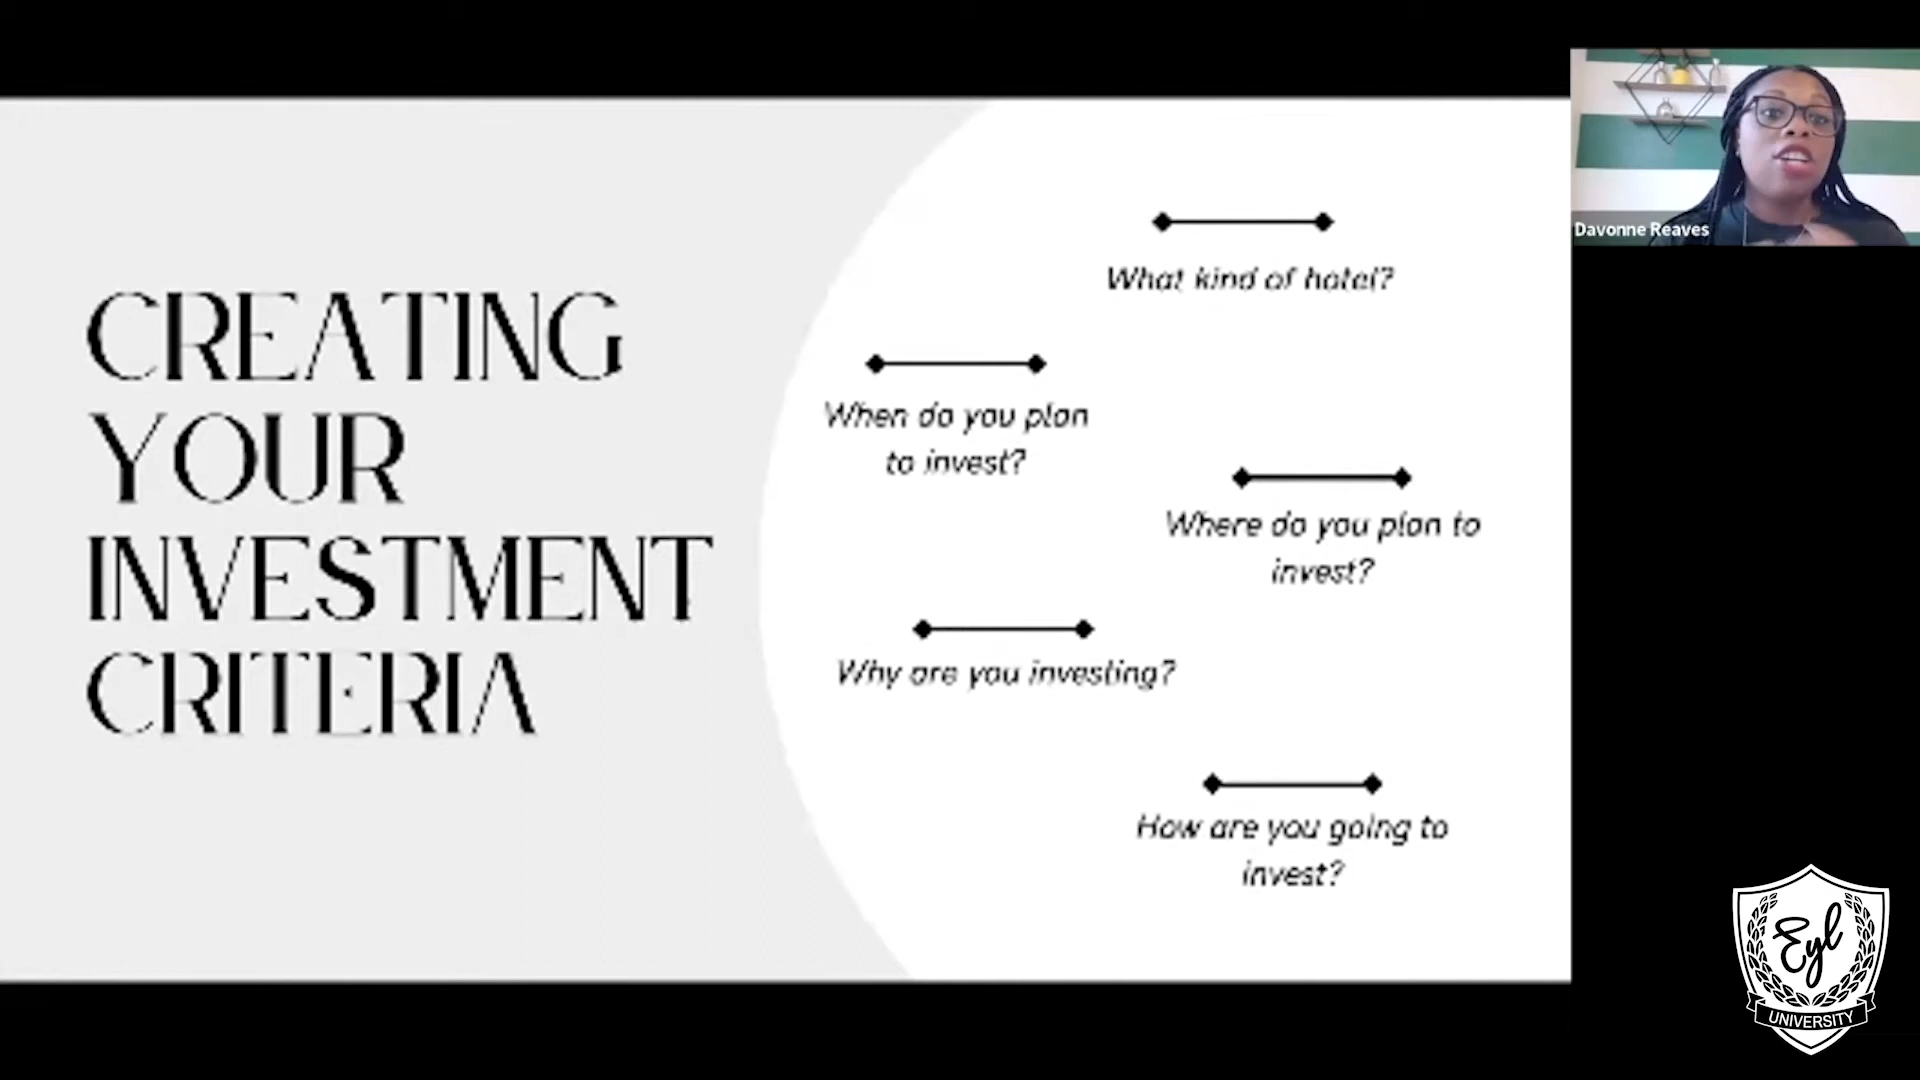 CREATING
YOUR
INVESTMENT
CRITERIA
What kind of hotel?
When do you plan
to invest?
Where do you plan to
invest?
Why are you investing?
How are you going to
invest?
Davonne Reaves
Eyl
UNIVERSITY